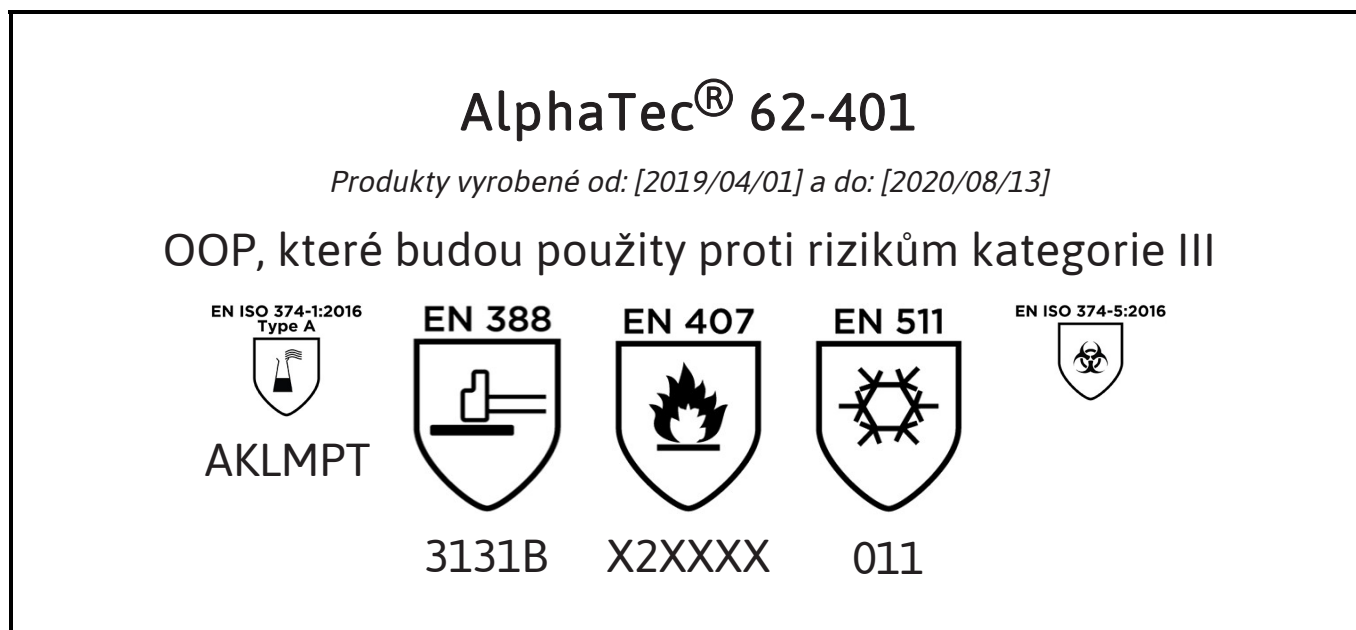 AlphaTec® 62-401
Produkty vyrobené od: [2019/04/01] a do: [2020/08/13]
OOP, které budou použity proti rizikům kategorie III
EN ISO 374-1:2016
Type A
AKLMPT
EN 388
3131B
EN 407
X2XXXX
EN 511
011
EN ISO 374-5:2016